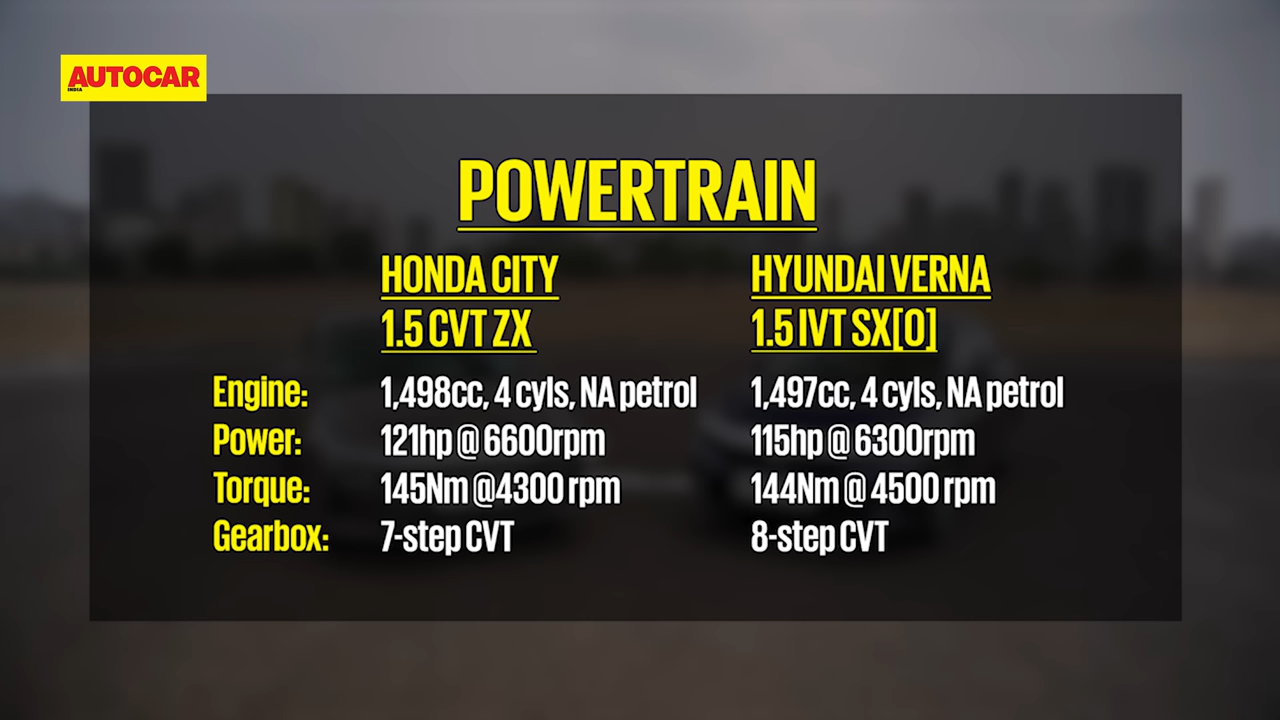 AUTOCAR
INDIA
POWERTRAIN
HONDA CITY HYUNDAI VERNA
1.5 CVT ZX 1.5 IVT SX[O]
Engine: 1,498cc, 4 cyls, NA petrol 1,497cc, 4 cyls, NA petrol
Power: 121hp @ 6600rpm 115hp @ 6300rpm
Torque: 145Nm @4300 rpm 144Nm @ 4500 rpm
Gearbox: 7-step CVT 8-step CVT